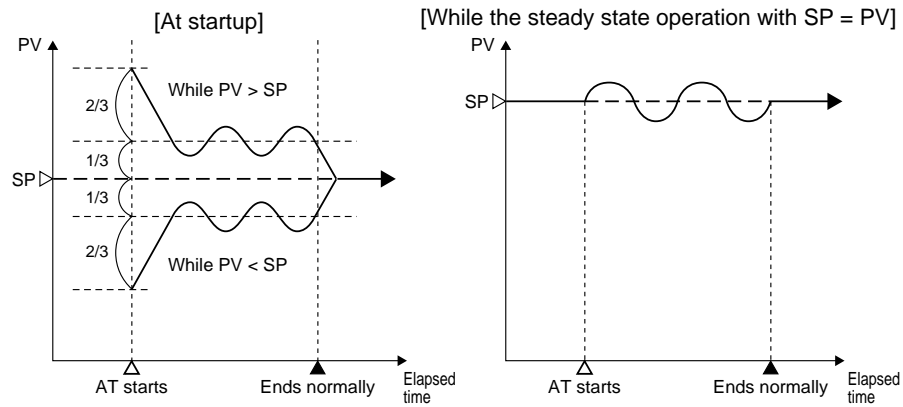 [At startup]
PV
2/3
While PV > SP
1/3
SP
1/3
2/3
While PV < SP
AT starts
Ends normally
Elapsed
time
[While the steady state operation with SP = PV]
PV
SP
AT starts
Ends normally
Elapsed
time